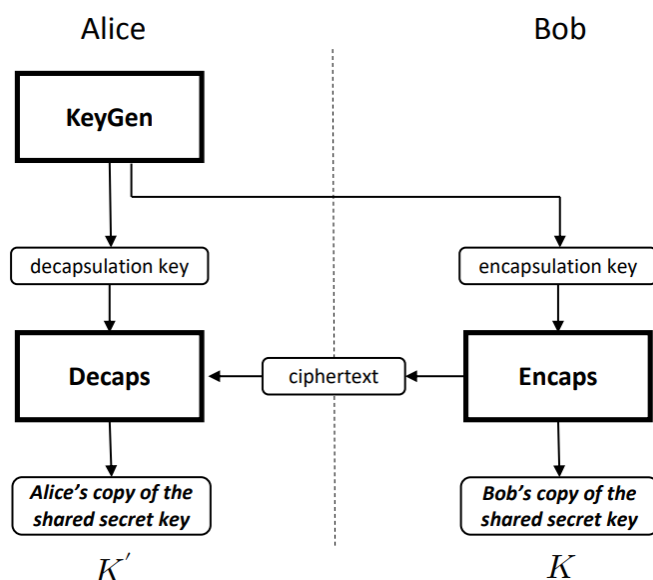 Alice
Bob
KeyGen
decapsulation key
encapsulation key
Decaps
ciphertext
Encaps
Alice's copy of the
shared secret key
Bob's copy of the
shared secret key
K′
K